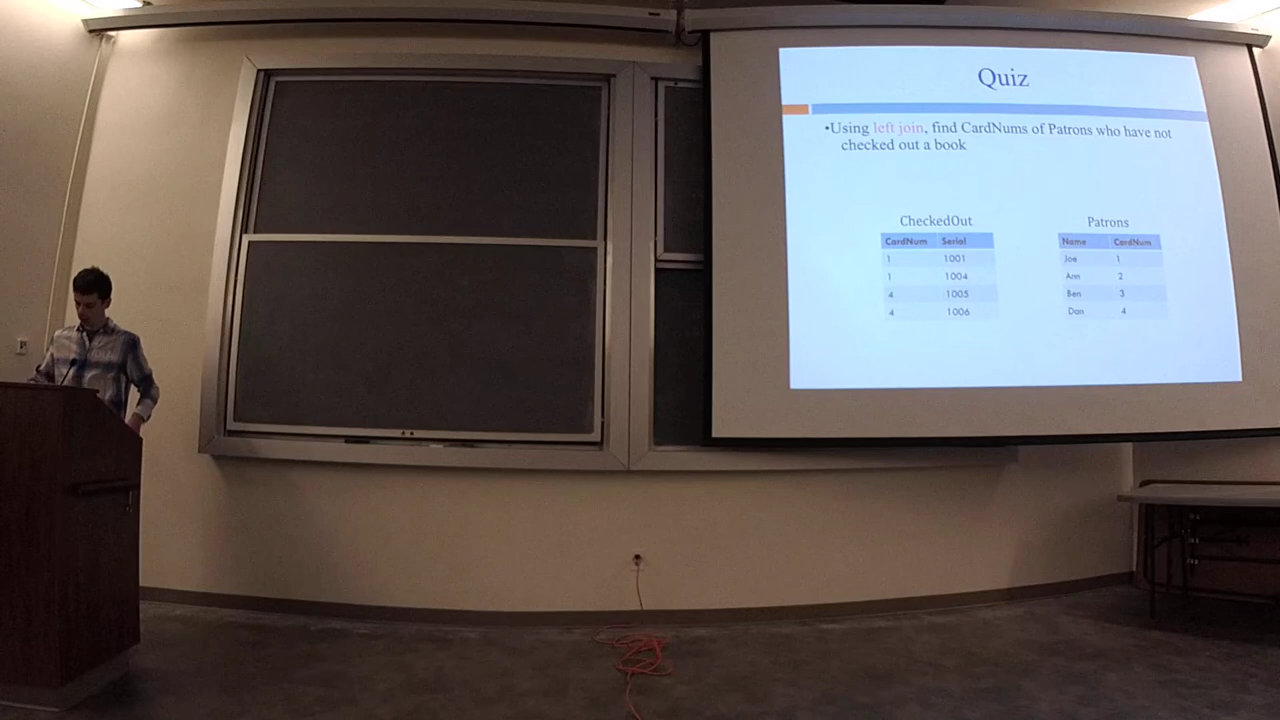 Quiz
•Using left join, find CardNums of Patrons who have not
checked out a book
CheckedOut
CardNum Serial
1 1001
1 1004
4 1005
4 1006
Patrons
Name CardNum
Joe 1
Ann 2
Ben 3
Dan 4